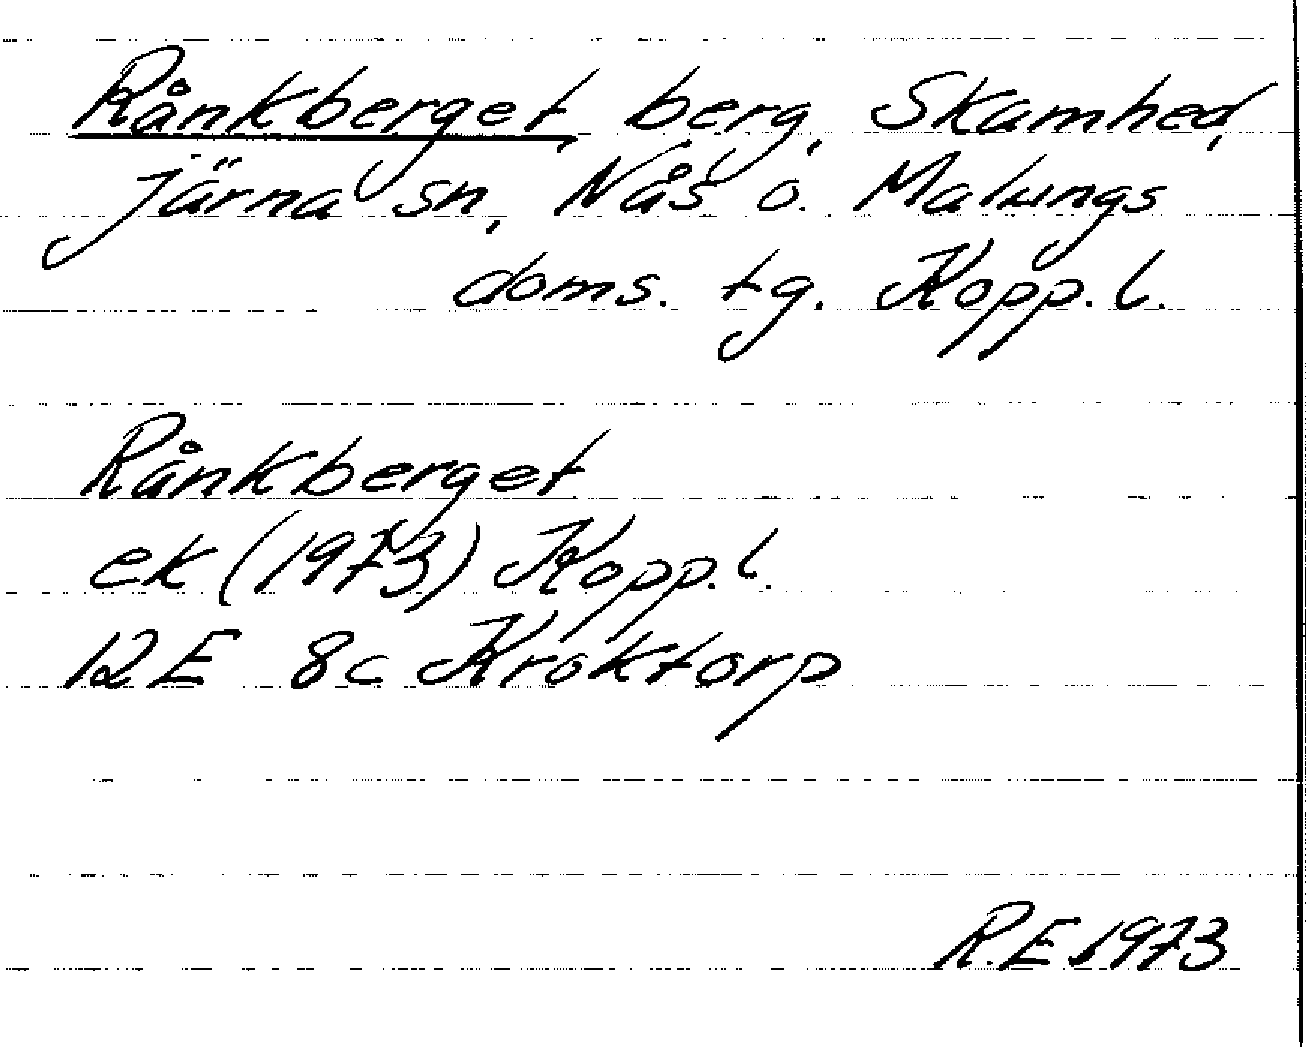 Rånkberget, berg, Skamhed,
Järna sn, Nås o. Malungs
doms. tg. Kopp. l.
Rånkberget
ek (1973) Kopp. l.
12E 8c Kroktorp
R.E 1973